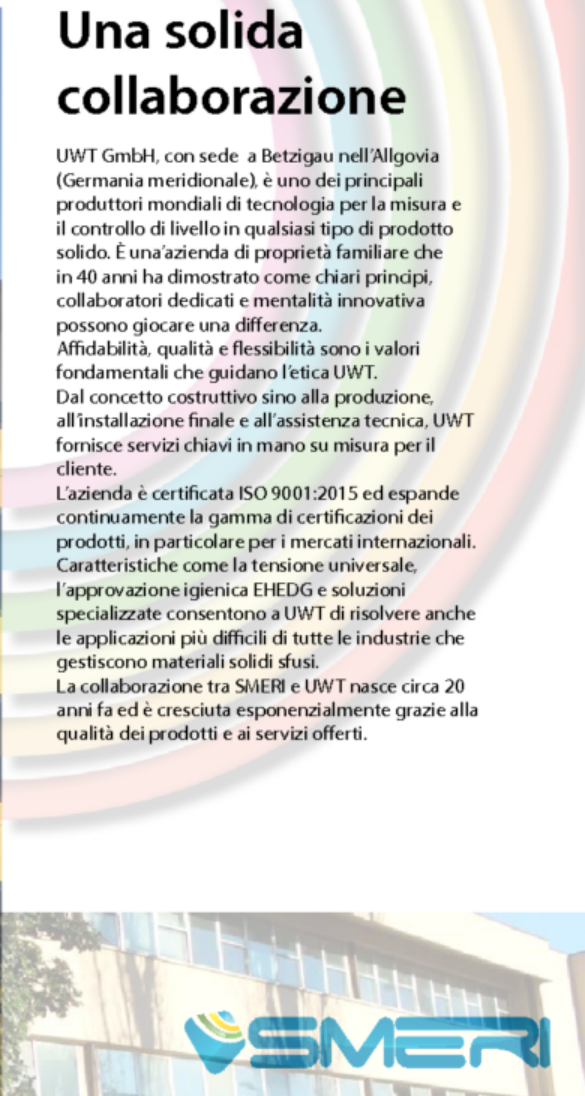 Una solida
collaborazione
UWT GmbH, con sede a Betzigau nell'Allgovia
(Germania meridionale), è uno dei principali
produttori mondiali di tecnologia per la misura e
il controllo di livello in qualsiasi tipo di prodotto
solido. È una'azienda di proprietà familiare che
in 40 anni ha dimostrato come chiari principi,
collaboratori dedicati e mentalità innovativa
possono giocare una differenza.
Affidabilità, qualità e flessibilità sono i valori
fondamentali che guidano l'etica UWT.
Dal concetto costruttivo sino alla produzione,
all'installazione finale e all'assistenza tecnica, UWT
fornisce servizi chiavi in mano su misura per il
cliente.
L'azienda è certificata ISO 9001:2015 ed espande
continuamente la gamma di certificazioni dei
prodotti, in particolare per i mercati internazionali.
Caratteristiche come la tensione universale,
l'approvazione igienica EHEDG e soluzioni
specializzate consentono a UWT di risolvere anche
le applicazioni più difficili di tutte le industrie che
gestiscono materiali solidi sfusi.
La collaborazione tra SMERI e UWT nasce circa 20
anni fa ed è cresciuta esponenzialmente grazie alla
qualità dei prodotti e ai servizi offerti.
SMERI